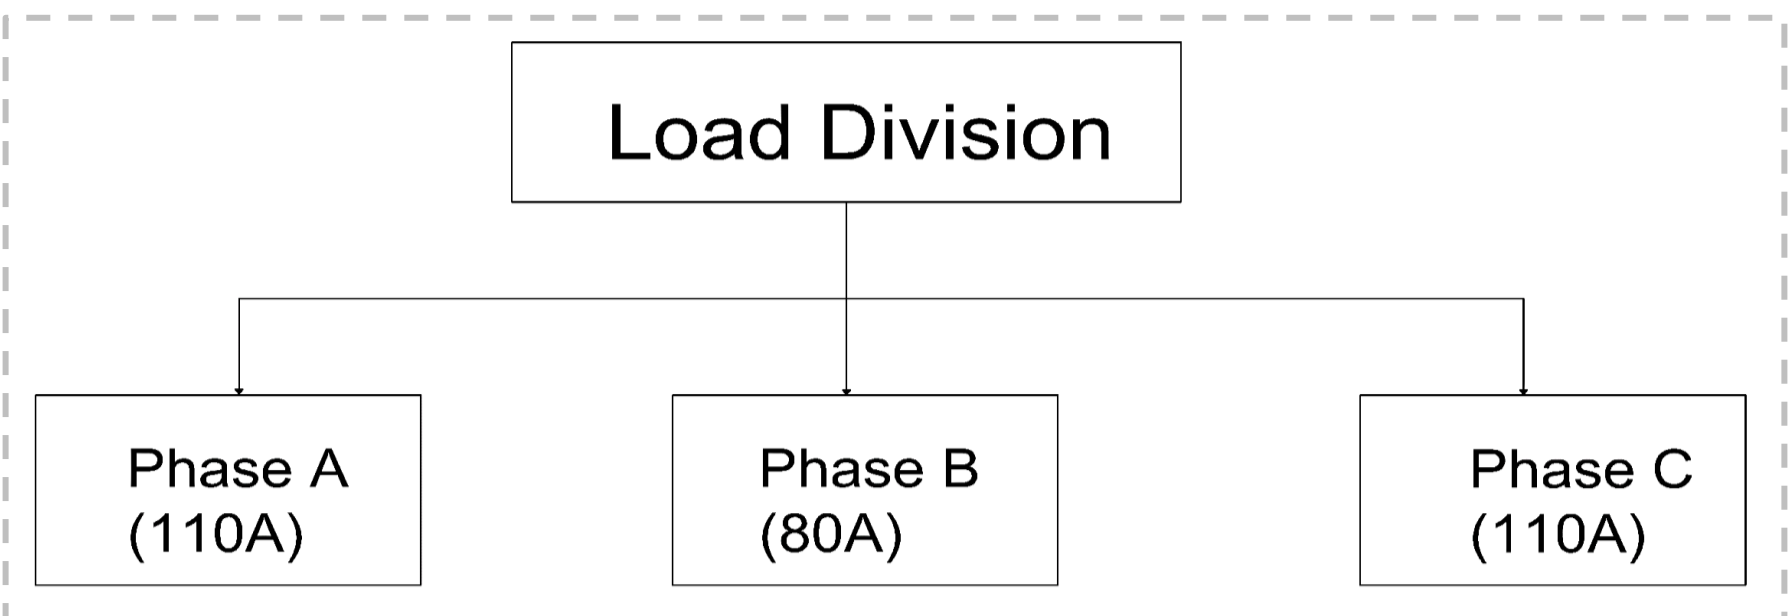 Load Division
Phase A
(110A)
Phase B
(80A)
Phase C
(110A)